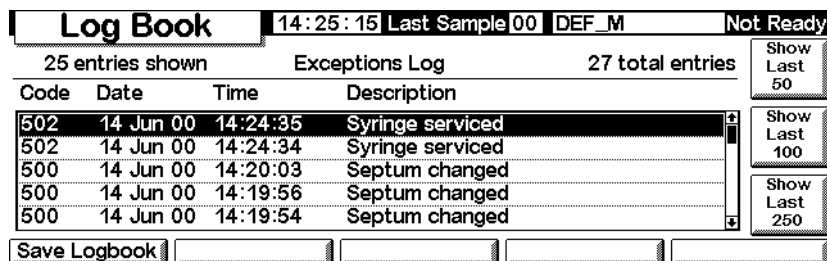 Log Book 14:25:15 Last Sample 00 DEF_M Not Ready
25 entries shown Exceptions Log 27 total entries
Code Date Time Description
502 14 Jun 00 14:24:35 Syringe serviced
502 14 Jun 00 14:24:34 Syringe serviced
500 14 Jun 00 14:20:03 Septum changed
500 14 Jun 00 14:19:56 Septum changed
500 14 Jun 00 14:19:54 Septum changed
Show
Last
50
Show
Last
100
Show
Last
250
Save Logbook